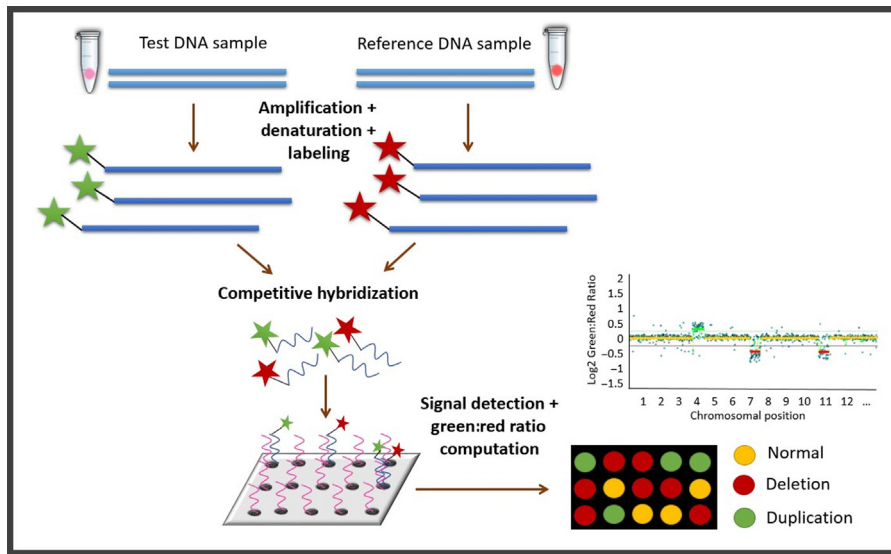 Test DNA sample
Reference DNA sample
Amplification +
denaturation +
labeling
Competitive hybridization
Signal detection +
green:red ratio
computation
Log2 Green:Red Ratio
2
1.5
1
0.5
0
−0.5
−1
−1.5
1 2 3 4 5 6 7 8 9 10 11 12 ...
Chromosomal position
Normal
Deletion
Duplication